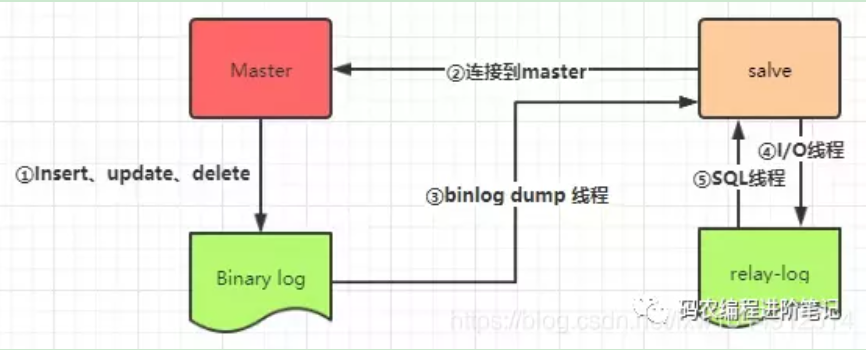 Master
②连接到master
salve
①Insert、update、delete
③binlog dump 线程
④I/O线程
⑤SQL线程
Binary log
relay-log
码农编程进阶笔记
https://blog.csdn.net/